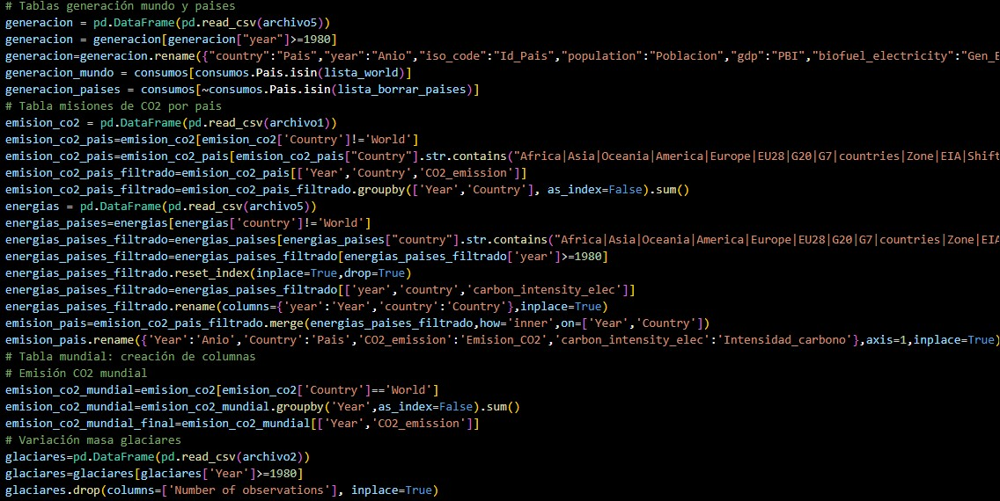 # Tablas generación mundo y paises
generacion = pd.DataFrame(pd.read_csv(archivo5))
generacion = generacion[generacion["year"]>=1980]
generacion=generacion.rename({"country":"Pais","year":"Anio","iso_code":"Id_Pais","population":"Poblacion","gdp":"PBI","biofuel_electricity":"Gen_
generacion_mundo = consumos[consumos.Pais.isin(lista_world)]
generacion_paises = consumos[~consumos.Pais.isin(lista_borrar_paises)]
# Tabla misiones de CO2 por pais
emision_co2 = pd.DataFrame(pd.read_csv(archivo1))
emision_co2_pais=emision_co2[emision_co2['Country']!='World']
emision_co2_pais=emision_co2_pais[emision_co2_pais["Country"].str.contains("Africa|Asia|Oceania|America|Europe|EU28|G20|G7|countries|Zone|EIA|Shift
emision_co2_pais_filtrado=emision_co2_pais[['Year','Country','CO2_emission']]
emision_co2_pais_filtrado=emision_co2_pais_filtrado.groupby(['Year','Country'], as_index=False).sum()
energias = pd.DataFrame(pd.read_csv(archivo5))
energias_paises=energias[energias['country']!='World']
energias_paises_filtrado=energias_paises[energias_paises["country"].str.contains("Africa|Asia|Oceania|America|Europe|EU28|G20|G7|countries|Zone|EIA
energias_paises_filtrado=energias_paises_filtrado[energias_paises_filtrado['year']>=1980]
energias_paises_filtrado.reset_index(inplace=True,drop=True)
energias_paises_filtrado=energias_paises_filtrado[['year','country','carbon_intensity_elec']]
energias_paises_filtrado.rename(columns={'year':'Year','country':'Country'},inplace=True)
emision_pais=emision_co2_pais_filtrado.merge(energias_paises_filtrado,how='inner',on=['Year','Country'])
emision_pais.rename({'Year':'Anio','Country':'Pais','CO2_emission':'Emision_CO2','carbon_intensity_elec':'Intensidad_carbono'},axis=1,inplace=True)
# Tabla mundial: creación de columnas
# Emisión CO2 mundial
emision_co2_mundial=emision_co2[emision_co2['Country']=='World']
emision_co2_mundial=emision_co2_mundial.groupby('Year',as_index=False).sum()
emision_co2_mundial_final=emision_co2_mundial[['Year','CO2_emission']]
# Variación masa glaciares
glaciares=pd.DataFrame(pd.read_csv(archivo2))
glaciares=glaciares[glaciares['Year']>=1980]
glaciares.drop(columns=['Number of observations'], inplace=True)